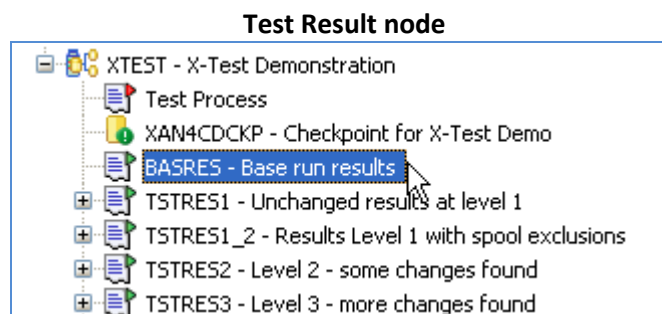 Test Result node
XTEST - X-Test Demonstration
Test Process
XAN4CDCKP - Checkpoint for X-Test Demo
BASRES - Base run results
TSTRES1 - Unchanged results at level 1
TSTRES1_2 - Results Level 1 with spool exclusions
TSTRES2 - Level 2 - some changes found
TSTRES3 - Level 3 - more changes found